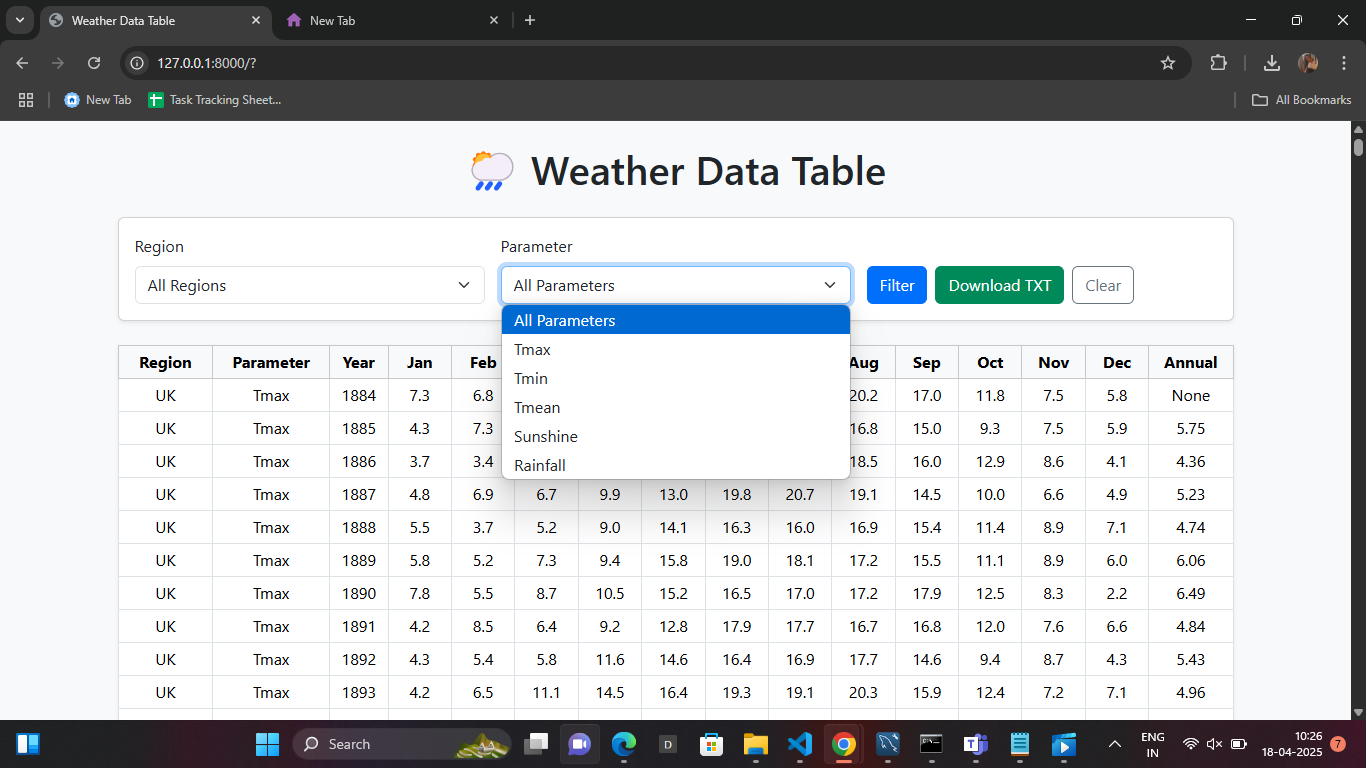 Weather Data Table
New Tab
127.0.0.1:8000/?
New Tab
Task Tracking Sheet...
All Bookmarks
Weather Data Table
Region
Parameter
All Regions
All Parameters
Filter
Download TXT
Clear
All Parameters
Tmax
Tmin
Tmean
Sunshine
Rainfall
Region Parameter Year Jan Feb Aug Sep Oct Nov Dec Annual
UK Tmax 1884 7.3 6.8 20.2 17.0 11.8 7.5 5.8 None
UK Tmax 1885 4.3 7.3 16.8 15.0 9.3 7.5 5.9 5.75
UK Tmax 1886 3.7 3.4 18.5 16.0 12.9 8.6 4.1 4.36
UK Tmax 1887 4.8 6.9 6.7 9.9 13.0 19.8 20.7 19.1 14.5 10.0 6.6 4.9 5.23
UK Tmax 1888 5.5 3.7 5.2 9.0 14.1 16.3 16.0 16.9 15.4 11.4 8.9 7.1 4.74
UK Tmax 1889 5.8 5.2 7.3 9.4 15.8 19.0 18.1 17.2 15.5 11.1 8.9 6.0 6.06
UK Tmax 1890 7.8 5.5 8.7 10.5 15.2 16.5 17.0 17.2 17.9 12.5 8.3 2.2 6.49
UK Tmax 1891 4.2 8.5 6.4 9.2 12.8 17.9 17.7 16.7 16.8 12.0 7.6 6.6 4.84
UK Tmax 1892 4.3 5.4 5.8 11.6 14.6 16.4 16.9 17.7 14.6 9.4 8.7 4.3 5.43
UK Tmax 1893 4.2 6.5 11.1 14.5 16.4 19.3 19.1 20.3 15.9 12.4 7.2 7.1 4.96
Search
D
ENG
IN
10:26
18-04-2025
7